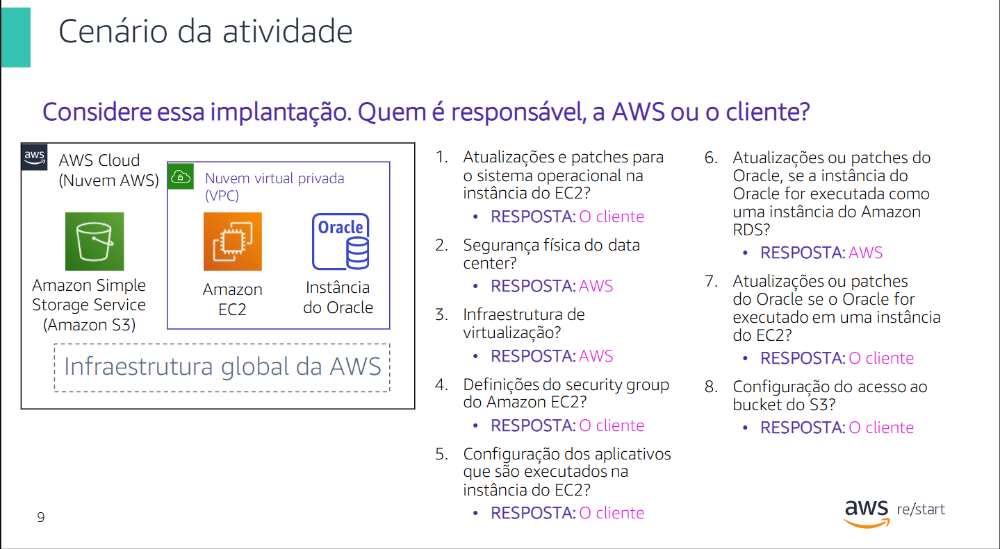 Cenário da atividade
Considere essa implantação. Quem é responsável, a AWS ou o cliente?
aws
AWS Cloud
(Nuvem AWS)
Nuvem virtual privada
(VPC)
Oracle
Amazon Simple
Storage Service
(Amazon S3)
Amazon
EC2
Instância
do Oracle
Infraestrutura global da AWS
1. Atualizações e patches para
o sistema operacional na
instância do EC2?
• RESPOSTA: O cliente
2. Segurança física do data
center?
• RESPOSTA: AWS
3. Infraestrutura de
virtualização?
• RESPOSTA: AWS
4. Definições do security group
do Amazon EC2?
• RESPOSTA: O cliente
5. Configuração dos aplicativos
que são executados na
instância do EC2?
• RESPOSTA: O cliente
6. Atualizações ou patches do
Oracle, se a instância do
Oracle for executada como
uma instância do Amazon
RDS?
• RESPOSTA: AWS
7. Atualizações ou patches
do Oracle se o Oracle for
executado em uma instância
do EC2?
• RESPOSTA: O cliente
8. Configuração do acesso ao
bucket do S3?
• RESPOSTA: O cliente
9
aws re/start